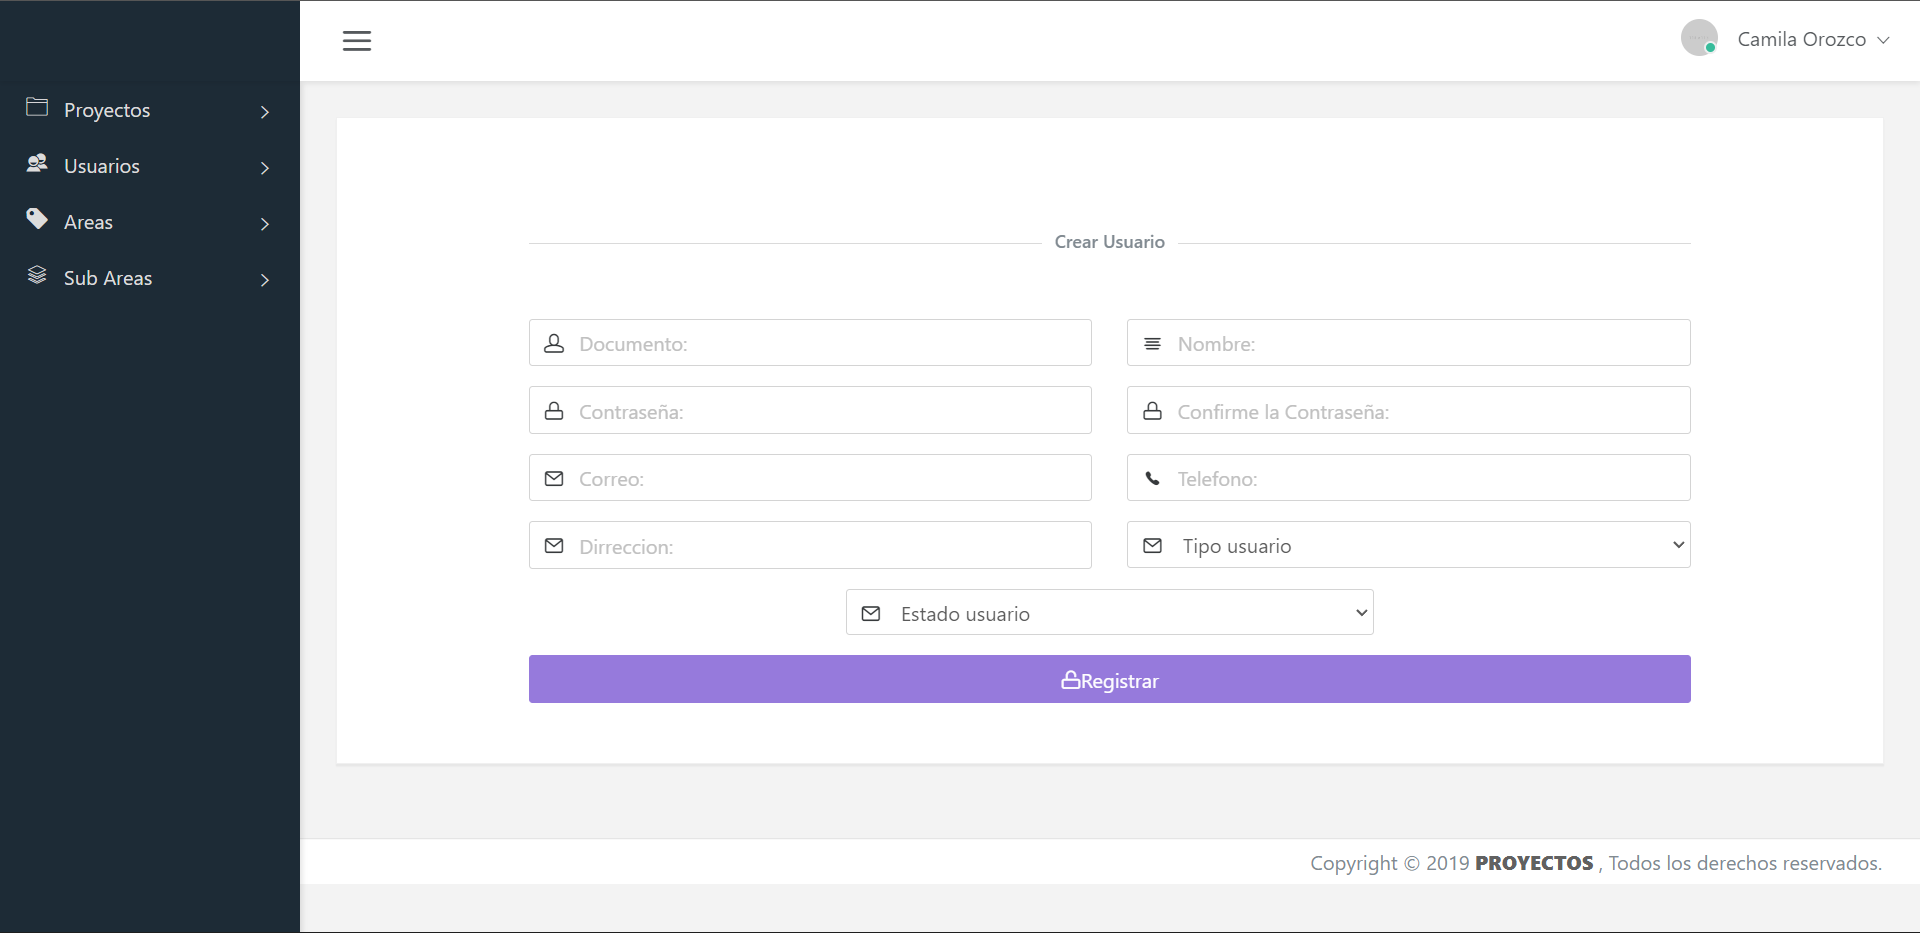 Camila Orozco
Proyectos
Usuarios
Areas
Sub Areas
Crear Usuario
Documento:
Nombre:
Contraseña:
Confirme la Contraseña:
Correo:
Telefono:
Dirreccion:
Tipo usuario
Estado usuario
Registrar
Copyright © 2019 PROYECTOS , Todos los derechos reservados.